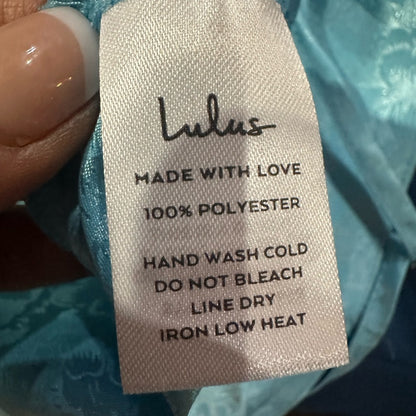 Lulus
MADE WITH LOVE
100% POLYESTER
HAND WASH COLD
DO NOT BLEACH
LINE DRY
IRON LOW HEAT